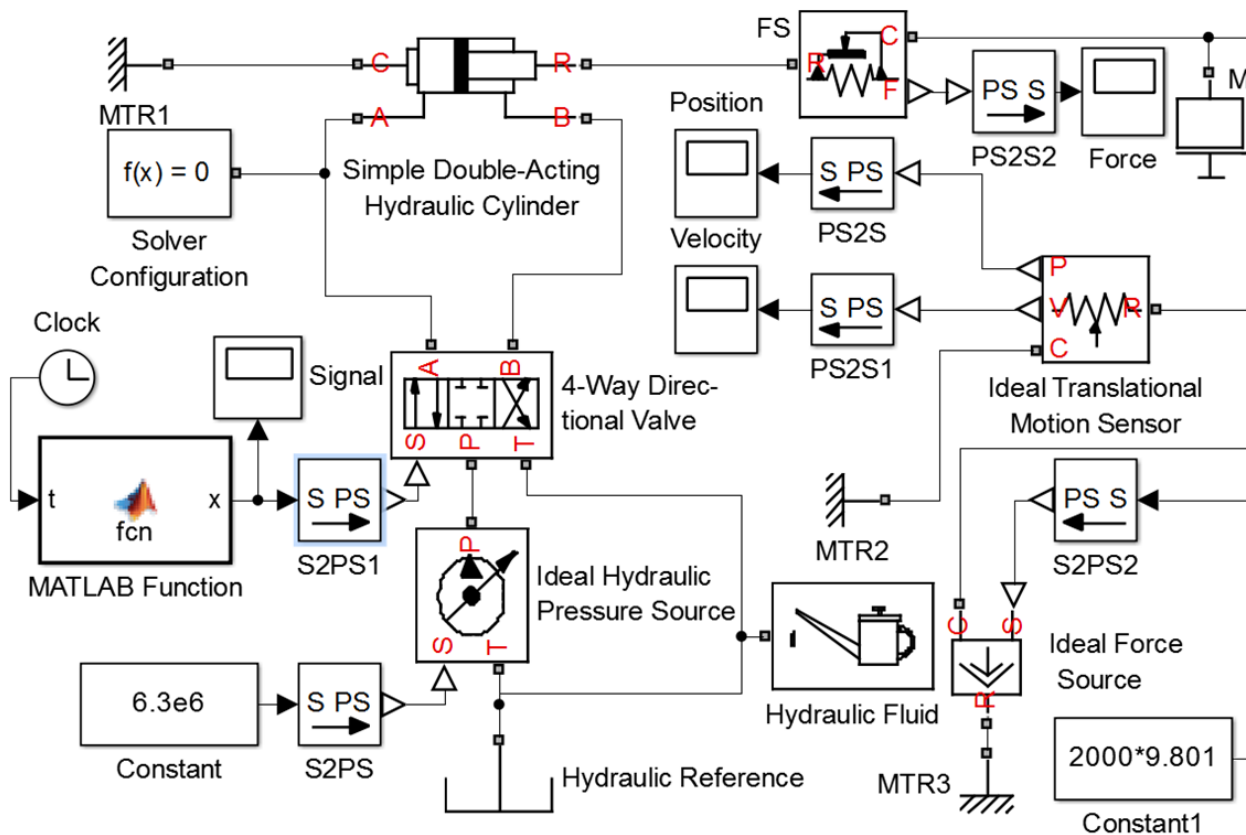 FS
C
R
F
C
R
A
B
MTR1
PS S
PS2S2
Force
M
Position
f(x) = 0
Solver
Configuration
Simple Double-Acting
Hydraulic Cylinder
S PS
PS2S
Velocity
S PS
PS2S1
P
V
R
C
Ideal Translational
Motion Sensor
Clock
Signal
A
B
S
P
T
4-Way Direc-
tional Valve
t
x
fcn
MATLAB Function
S PS
S2PS1
MTR2
PS S
S2PS2
P
S
T
Ideal Hydraulic
Pressure Source
C
S
R
Ideal Force
Source
6.3e6
Constant
S PS
S2PS
Hydraulic Fluid
Hydraulic Reference
MTR3
2000*9.801
Constant1